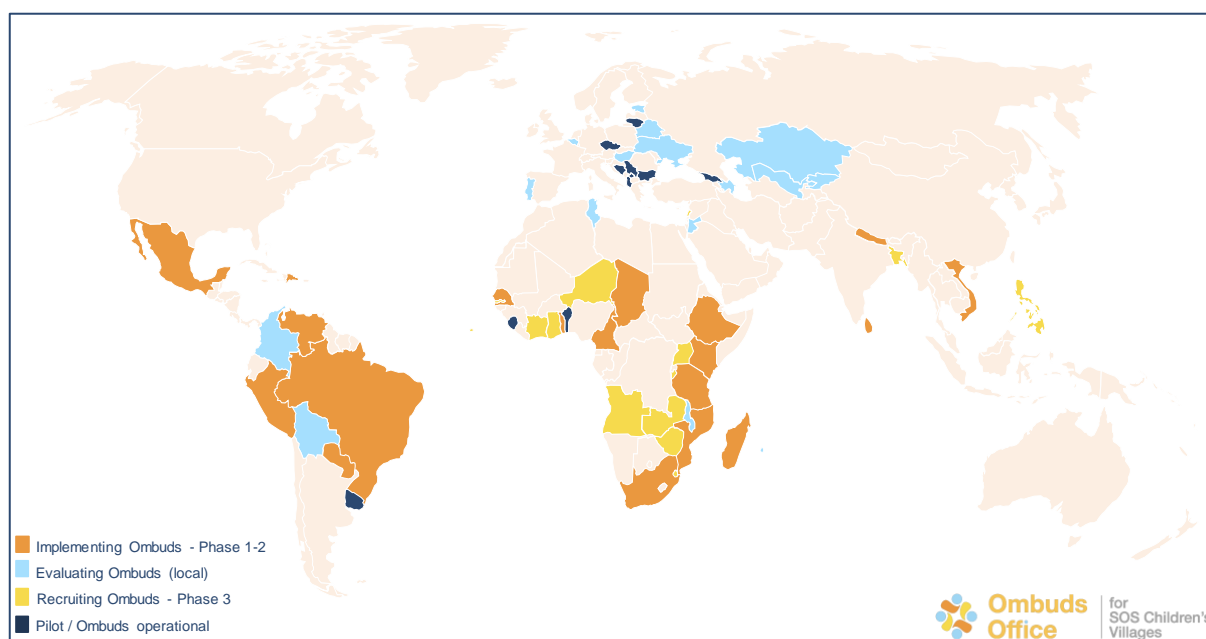 Implementing Ombuds - Phase 1-2
Evaluating Ombuds (local)
Recruiting Ombuds - Phase 3
Pilot / Ombuds operational
Ombuds
Office
for
SOS Children's
Villages